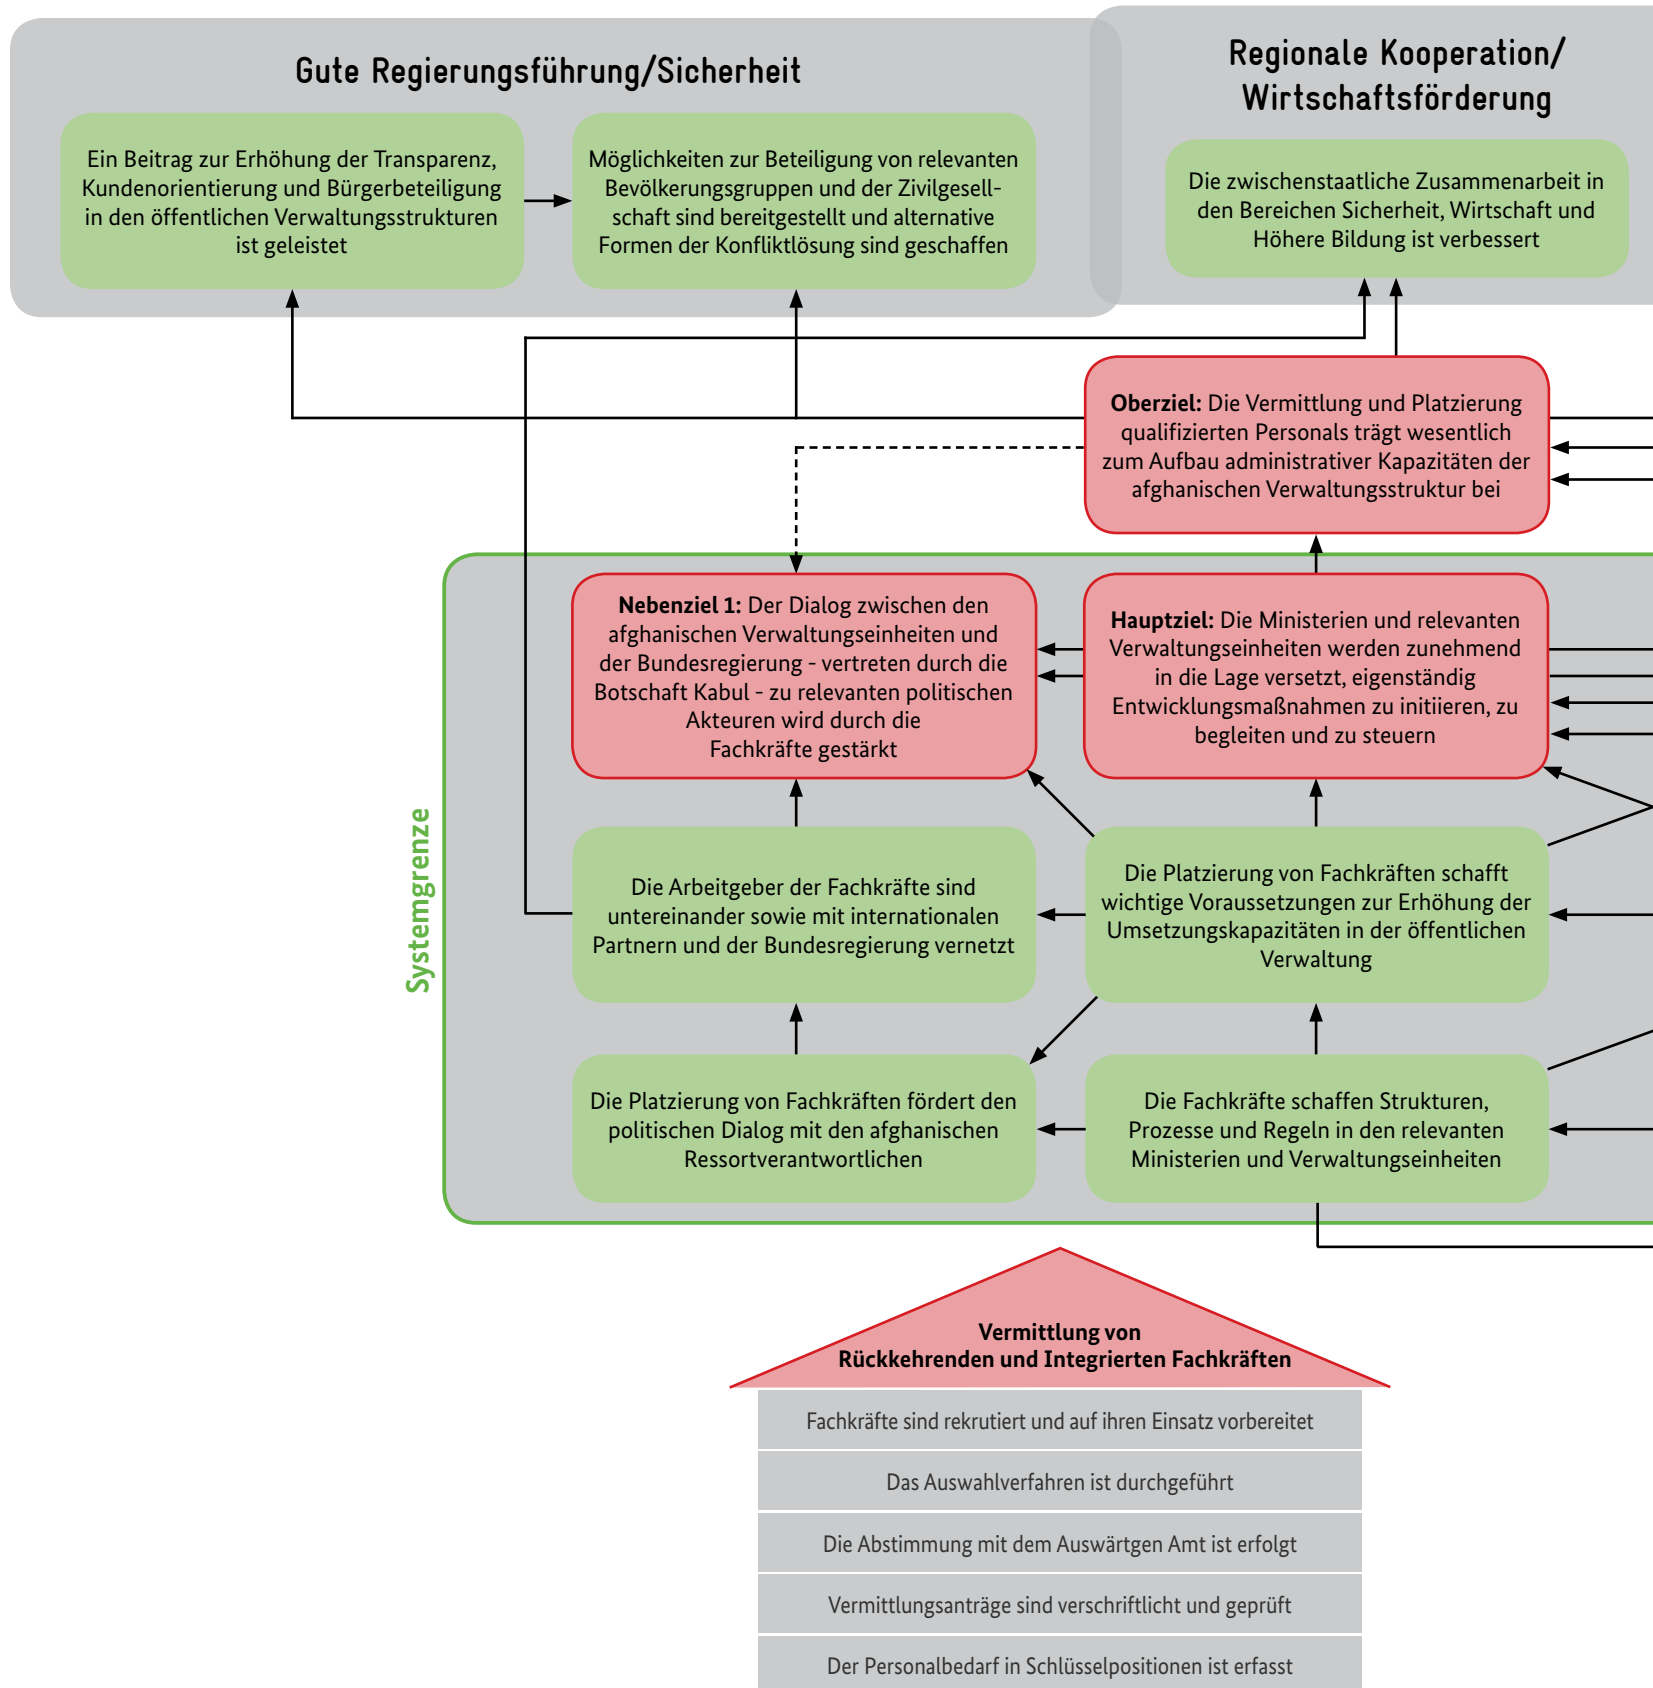 Gute Regierungsführung/Sicherheit
Regionale Kooperation/
Wirtschaftsförderung
Ein Beitrag zur Erhöhung der Transparenz,
Kundenorientierung und Bürgerbeteiligung
in den öffentlichen Verwaltungsstrukturen
ist geleistet
Möglichkeiten zur Beteiligung von relevanten
Bevölkerungsgruppen und der Zivilgesell-
schaft sind bereitgestellt und alternative
Formen der Konfliktlösung sind geschaffen
Die zwischenstaatliche Zusammenarbeit in
den Bereichen Sicherheit, Wirtschaft und
Höhere Bildung ist verbessert
Oberziel: Die Vermittlung und Platzierung
qualifizierten Personals trägt wesentlich
zum Aufbau administrativer Kapazitäten der
afghanischen Verwaltungsstruktur bei
Systemgrenze
Nebenziel 1: Der Dialog zwischen den
afghanischen Verwaltungseinheiten und
der Bundesregierung - vertreten durch die
Botschaft Kabul - zu relevanten politischen
Akteuren wird durch die
Fachkräfte gestärkt
Hauptziel: Die Ministerien und relevanten
Verwaltungseinheiten werden zunehmend
in die Lage versetzt, eigenständig
Entwicklungsmaßnahmen zu initiieren, zu
begleiten und zu steuern
Die Arbeitgeber der Fachkräfte sind
untereinander sowie mit internationalen
Partnern und der Bundesregierung vernetzt
Die Platzierung von Fachkräften schafft
wichtige Voraussetzungen zur Erhöhung der
Umsetzungskapazitäten in der öffentlichen
Verwaltung
Die Platzierung von Fachkräften fördert den
politischen Dialog mit den afghanischen
Ressortverantwortlichen
Die Fachkräfte schaffen Strukturen,
Prozesse und Regeln in den relevanten
Ministerien und Verwaltungseinheiten
Vermittlung von
Rückkehrenden und Integrierten Fachkräften
Fachkräfte sind rekrutiert und auf ihren Einsatz vorbereitet
Das Auswahlverfahren ist durchgeführt
Die Abstimmung mit dem Auswärtgen Amt ist erfolgt
Vermittlungsanträge sind verschriftlicht und geprüft
Der Personalbedarf in Schlüsselpositionen ist erfasst